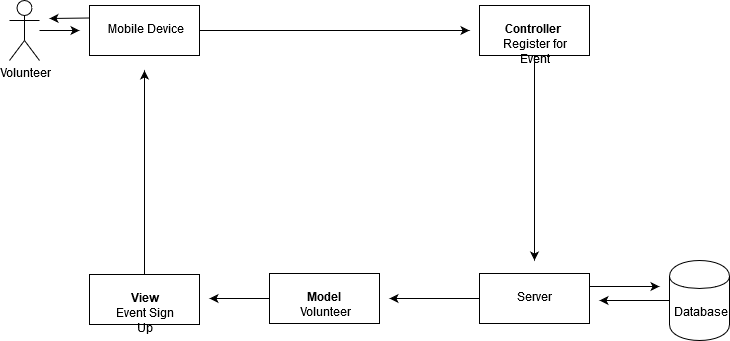 Mobile Device
Controller
Register for
Event
Volunteer
View
Event Sign
Up
Model
Volunteer
Server
Database